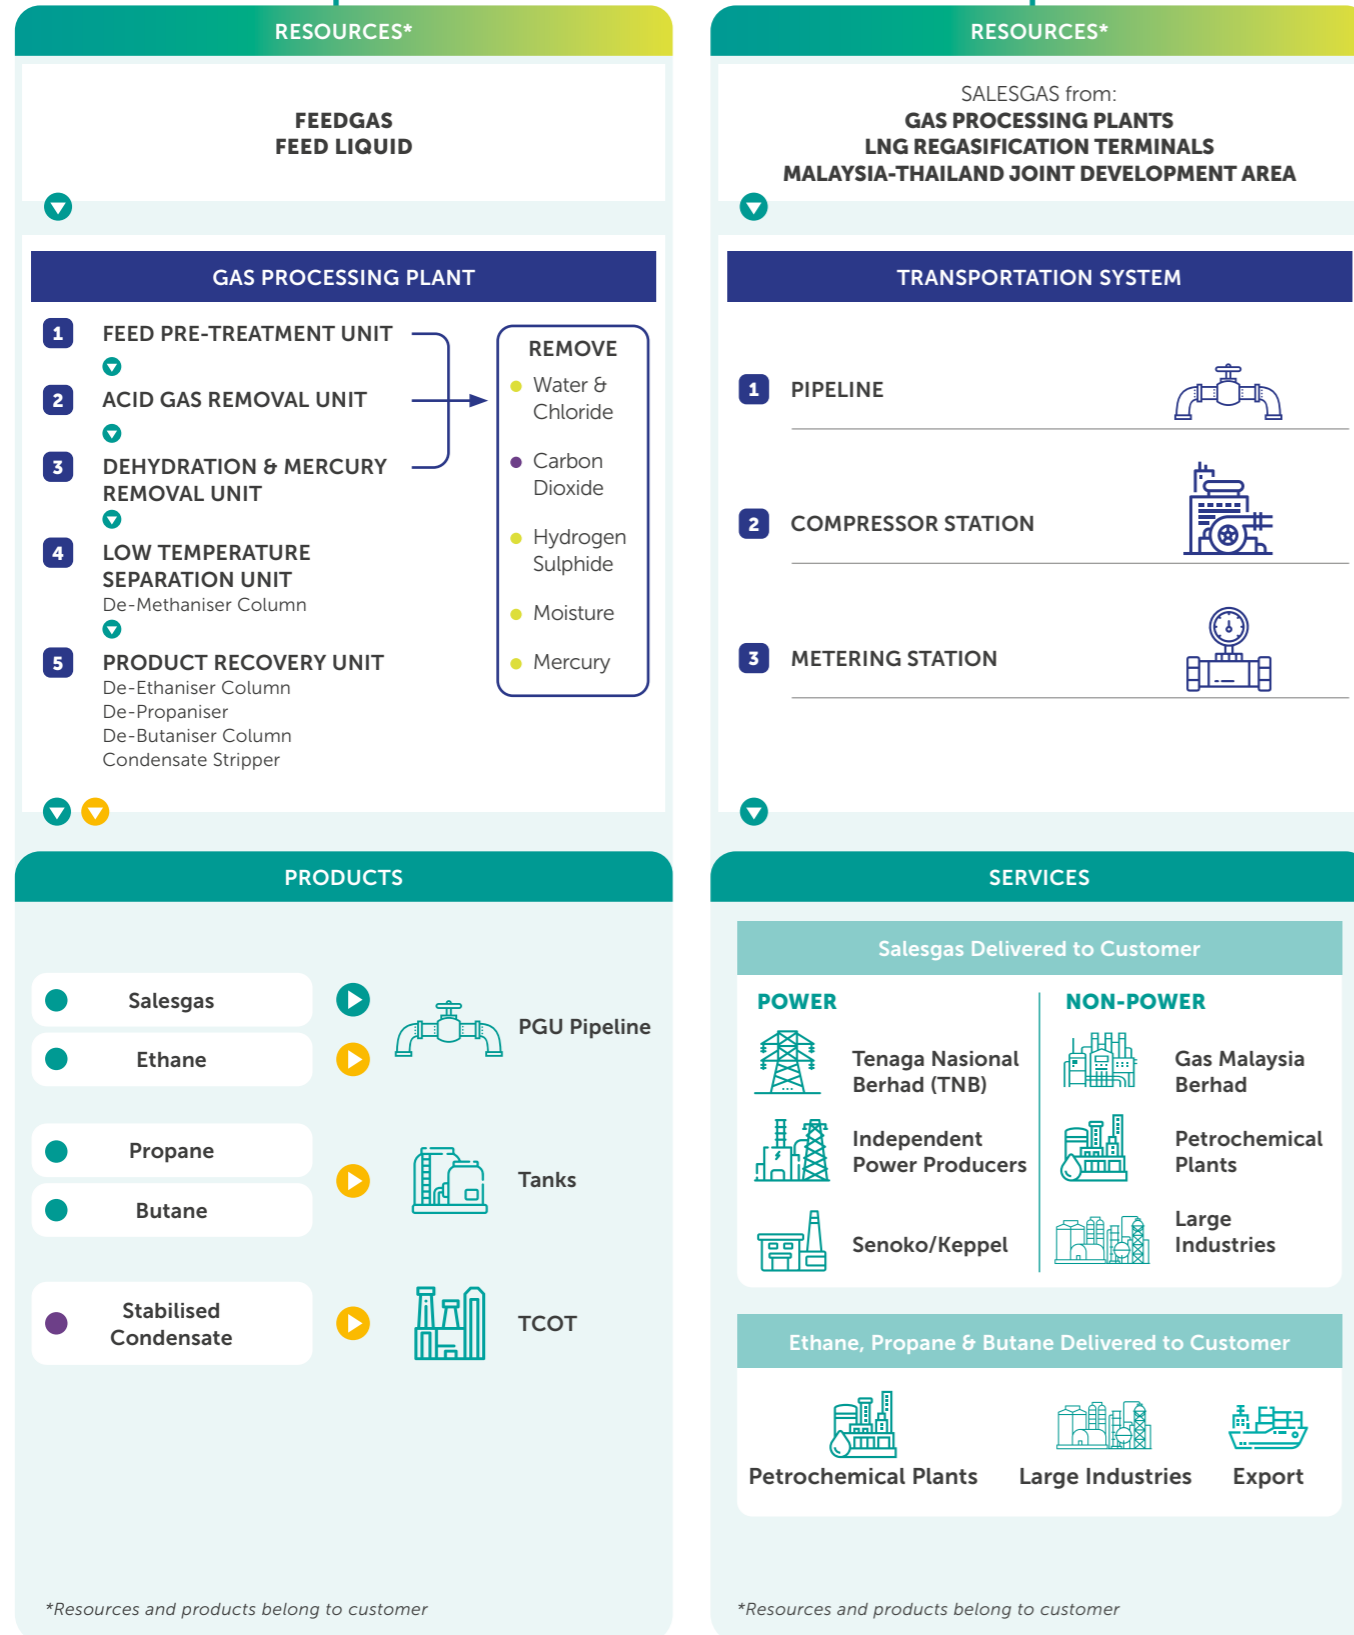 RESOURCES*
FEEDGAS
FEED LIQUID
GAS PROCESSING PLANT
1 FEED PRE-TREATMENT UNIT
2 ACID GAS REMOVAL UNIT
3 DEHYDRATION & MERCURY
REMOVAL UNIT
4 LOW TEMPERATURE
SEPARATION UNIT
De-Methaniser Column
5 PRODUCT RECOVERY UNIT
De-Ethaniser Column
De-Propaniser
De-Butaniser Column
Condensate Stripper
REMOVE
Water &
Chloride
Carbon
Dioxide
Hydrogen
Sulphide
Moisture
Mercury
PRODUCTS
Salesgas
Ethane
PGU Pipeline
Propane
Butane
Tanks
Stabilised
Condensate
TCOT
*Resources and products belong to customer
RESOURCES*
SALESGAS from:
GAS PROCESSING PLANTS
LNG REGASIFICATION TERMINALS
MALAYSIA-THAILAND JOINT DEVELOPMENT AREA
TRANSPORTATION SYSTEM
1 PIPELINE
2 COMPRESSOR STATION
3 METERING STATION
SERVICES
Salesgas Delivered to Customer
POWER
Tenaga Nasional
Berhad (TNB)
Independent
Power Producers
Senoko/Keppel
NON-POWER
Gas Malaysia
Berhad
Petrochemical
Plants
Large
Industries
Ethane, Propane & Butane Delivered to Customer
Petrochemical Plants
Large Industries
Export
*Resources and products belong to customer